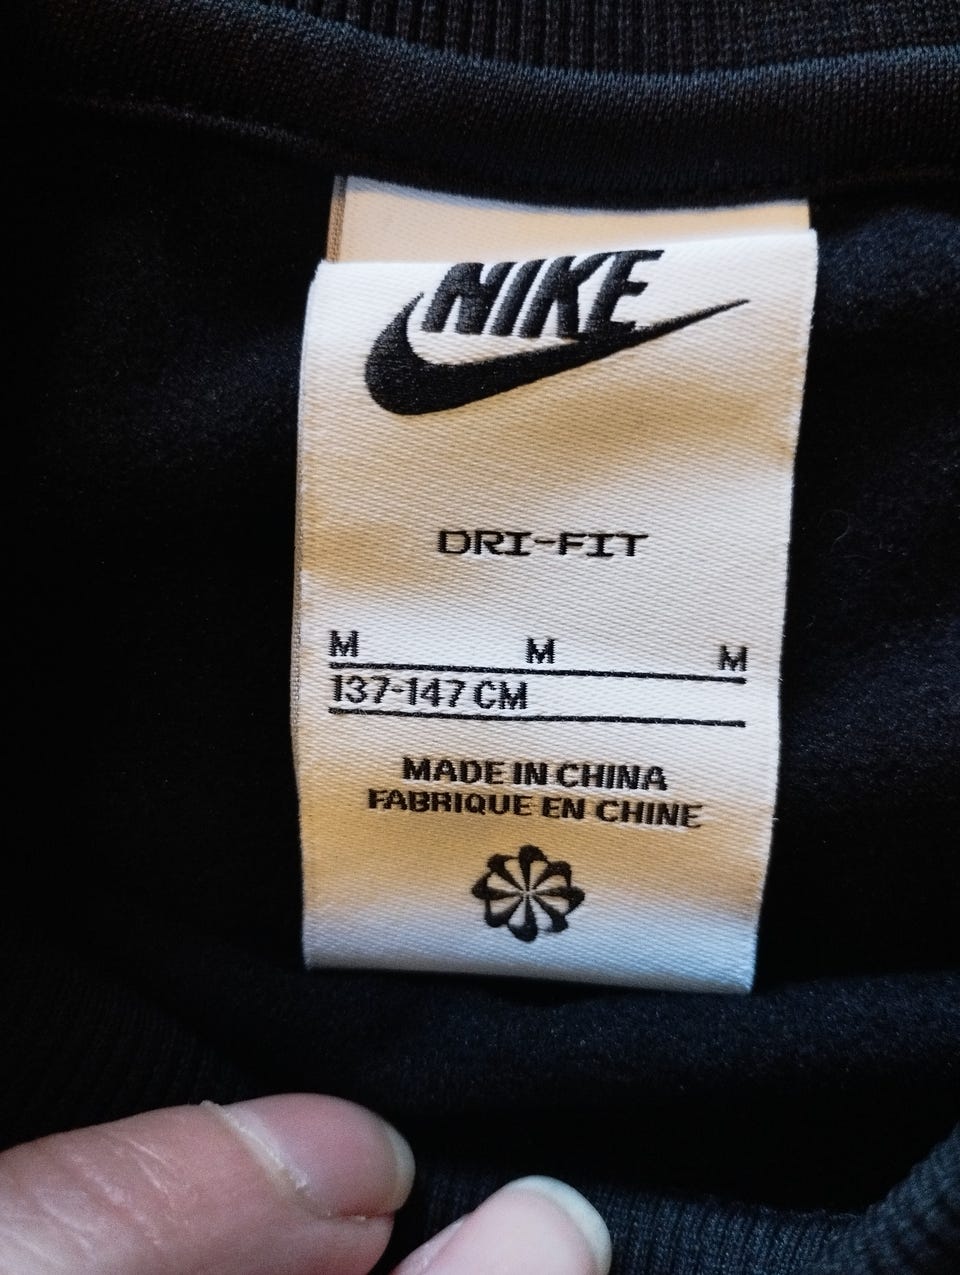 NIKE
DRI-FIT
M M M
137-147 CM
MADE IN CHINA
FABRIQUE EN CHINE